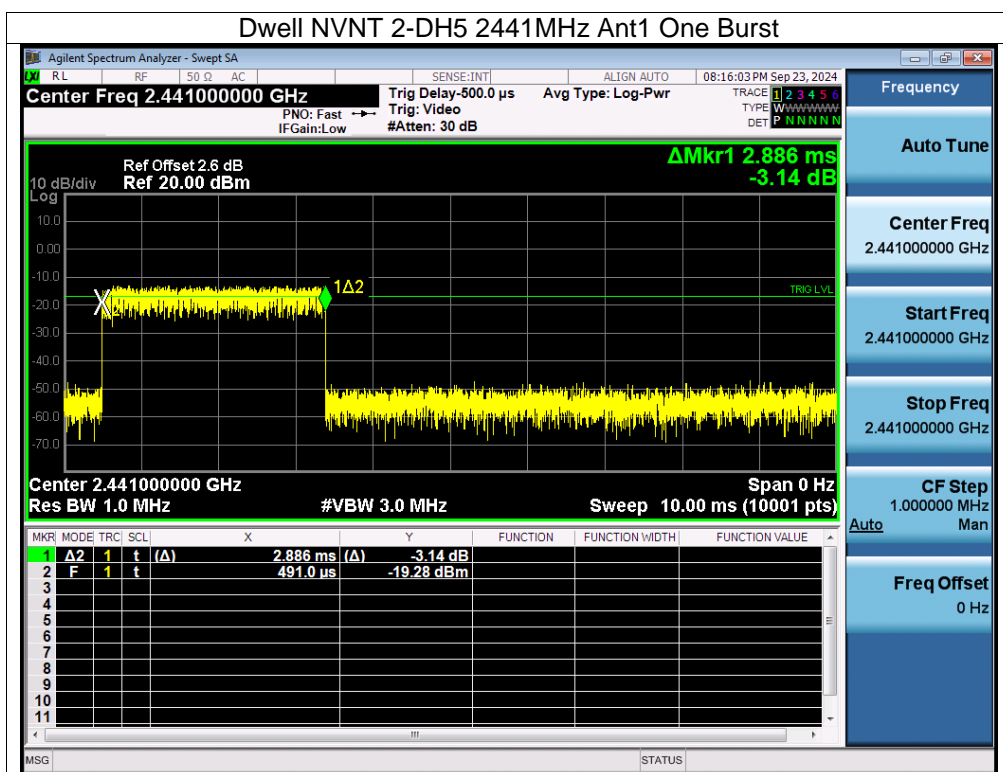 Dwell NVNT 2-DH5 2441MHz Ant1 One Burst
Agilent Spectrum Analyzer - Swept SA
LXI RL RF 50 Ω AC SENSE:INT ALIGN AUTO 08:16:03 PM Sep 23, 2024
Center Freq 2.441000000 GHz Trig Delay-500.0 µs Avg Type: Log-Pwr TRACE 1 2 3 4 5 6
PNO: Fast Trig: Video TYPE WWWWWW
IFGain:Low #Atten: 30 dB DET P N N N N N
Frequency
Auto Tune
Center Freq
2.441000000 GHz
Start Freq
2.441000000 GHz
Stop Freq
2.441000000 GHz
CF Step
1.000000 MHz
Auto Man
Freq Offset
0 Hz
ΔMkr1 2.886 ms
-3.14 dB
Ref Offset 2.6 dB
10 dB/div Ref 20.00 dBm
Log
10.0
0.00
-10.0
1Δ2
TRIG LVL
-20.0
2
-30.0
-40.0
-50.0
-60.0
-70.0
Center 2.441000000 GHz Span 0 Hz
Res BW 1.0 MHz #VBW 3.0 MHz Sweep 10.00 ms (10001 pts)
MKR MODE TRC SCL X Y FUNCTION FUNCTION WIDTH FUNCTION VALUE
1 Δ2 1 t (Δ) 2.886 ms (Δ) -3.14 dB
2 F 1 t 491.0 µs -19.28 dBm
3
4
5
6
7
8
9
10
11
MSG STATUS